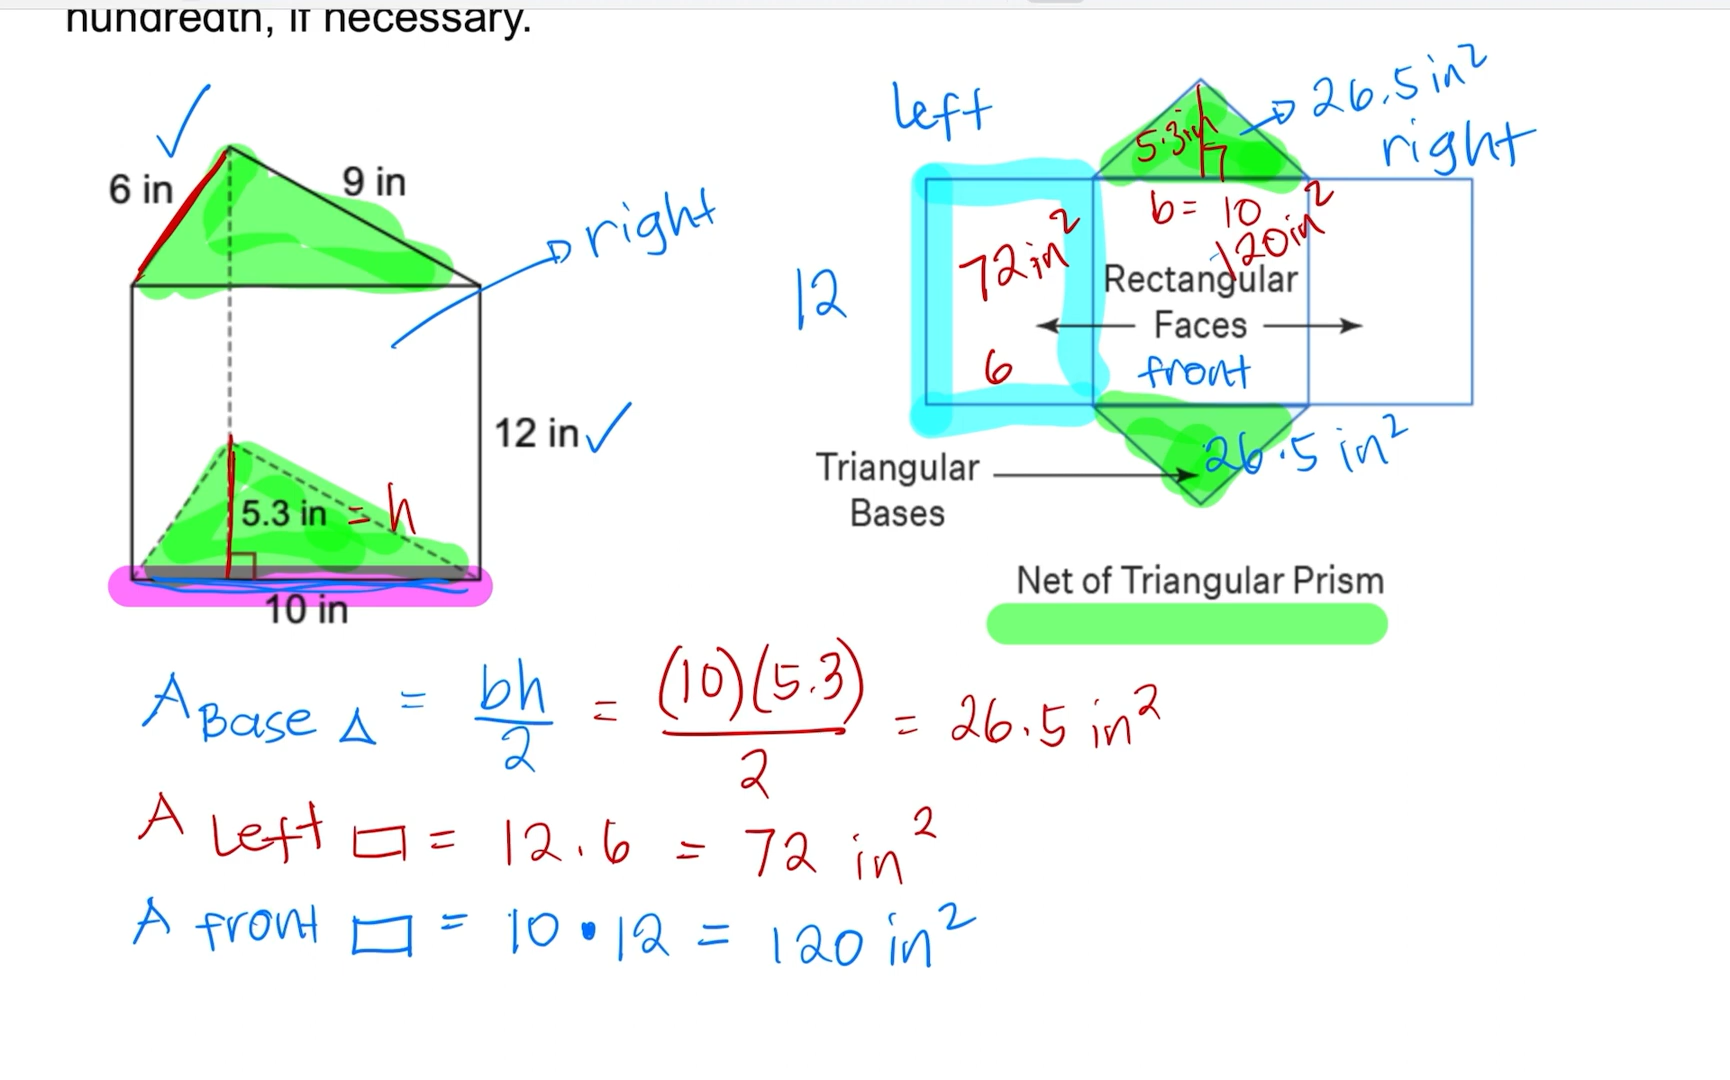 hundredth, if necessary.
6 in
9 in
right
12 in
5.3 in = h
10 in
left
26.5 in²
right
5.3 in
b = 10
120 in²
72 in²
12
6
Rectangular
Faces
front
26.5 in²
Triangular
Bases
Net of Triangular Prism
A Base △ = bh/2 = (10)(5.3)/2 = 26.5 in²
A Left ▭ = 12.6 = 72 in²
A front ▭ = 10 • 12 = 120 in²